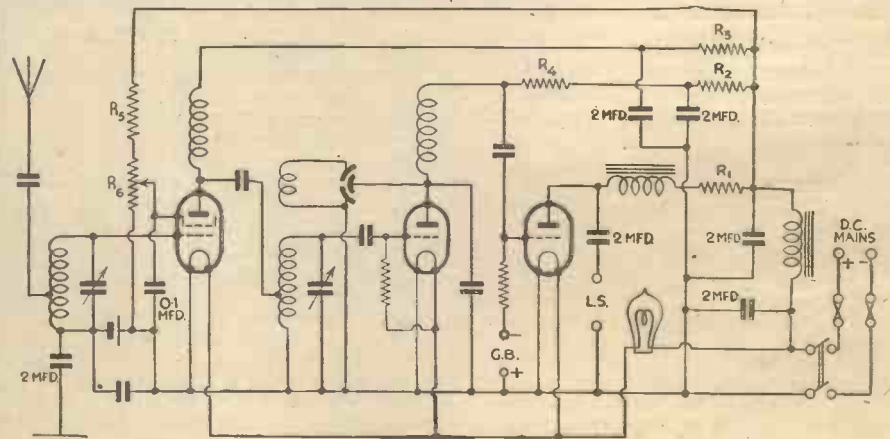 R3
R4
R2
R5
2 MFD.
2 MFD.
R6
R1
2 MFD.
2 MFD
D.C.
MAINS
+ -
0·1
MFD.
L.S.
2 MFD.
-
G.B.
+
2 MFD.